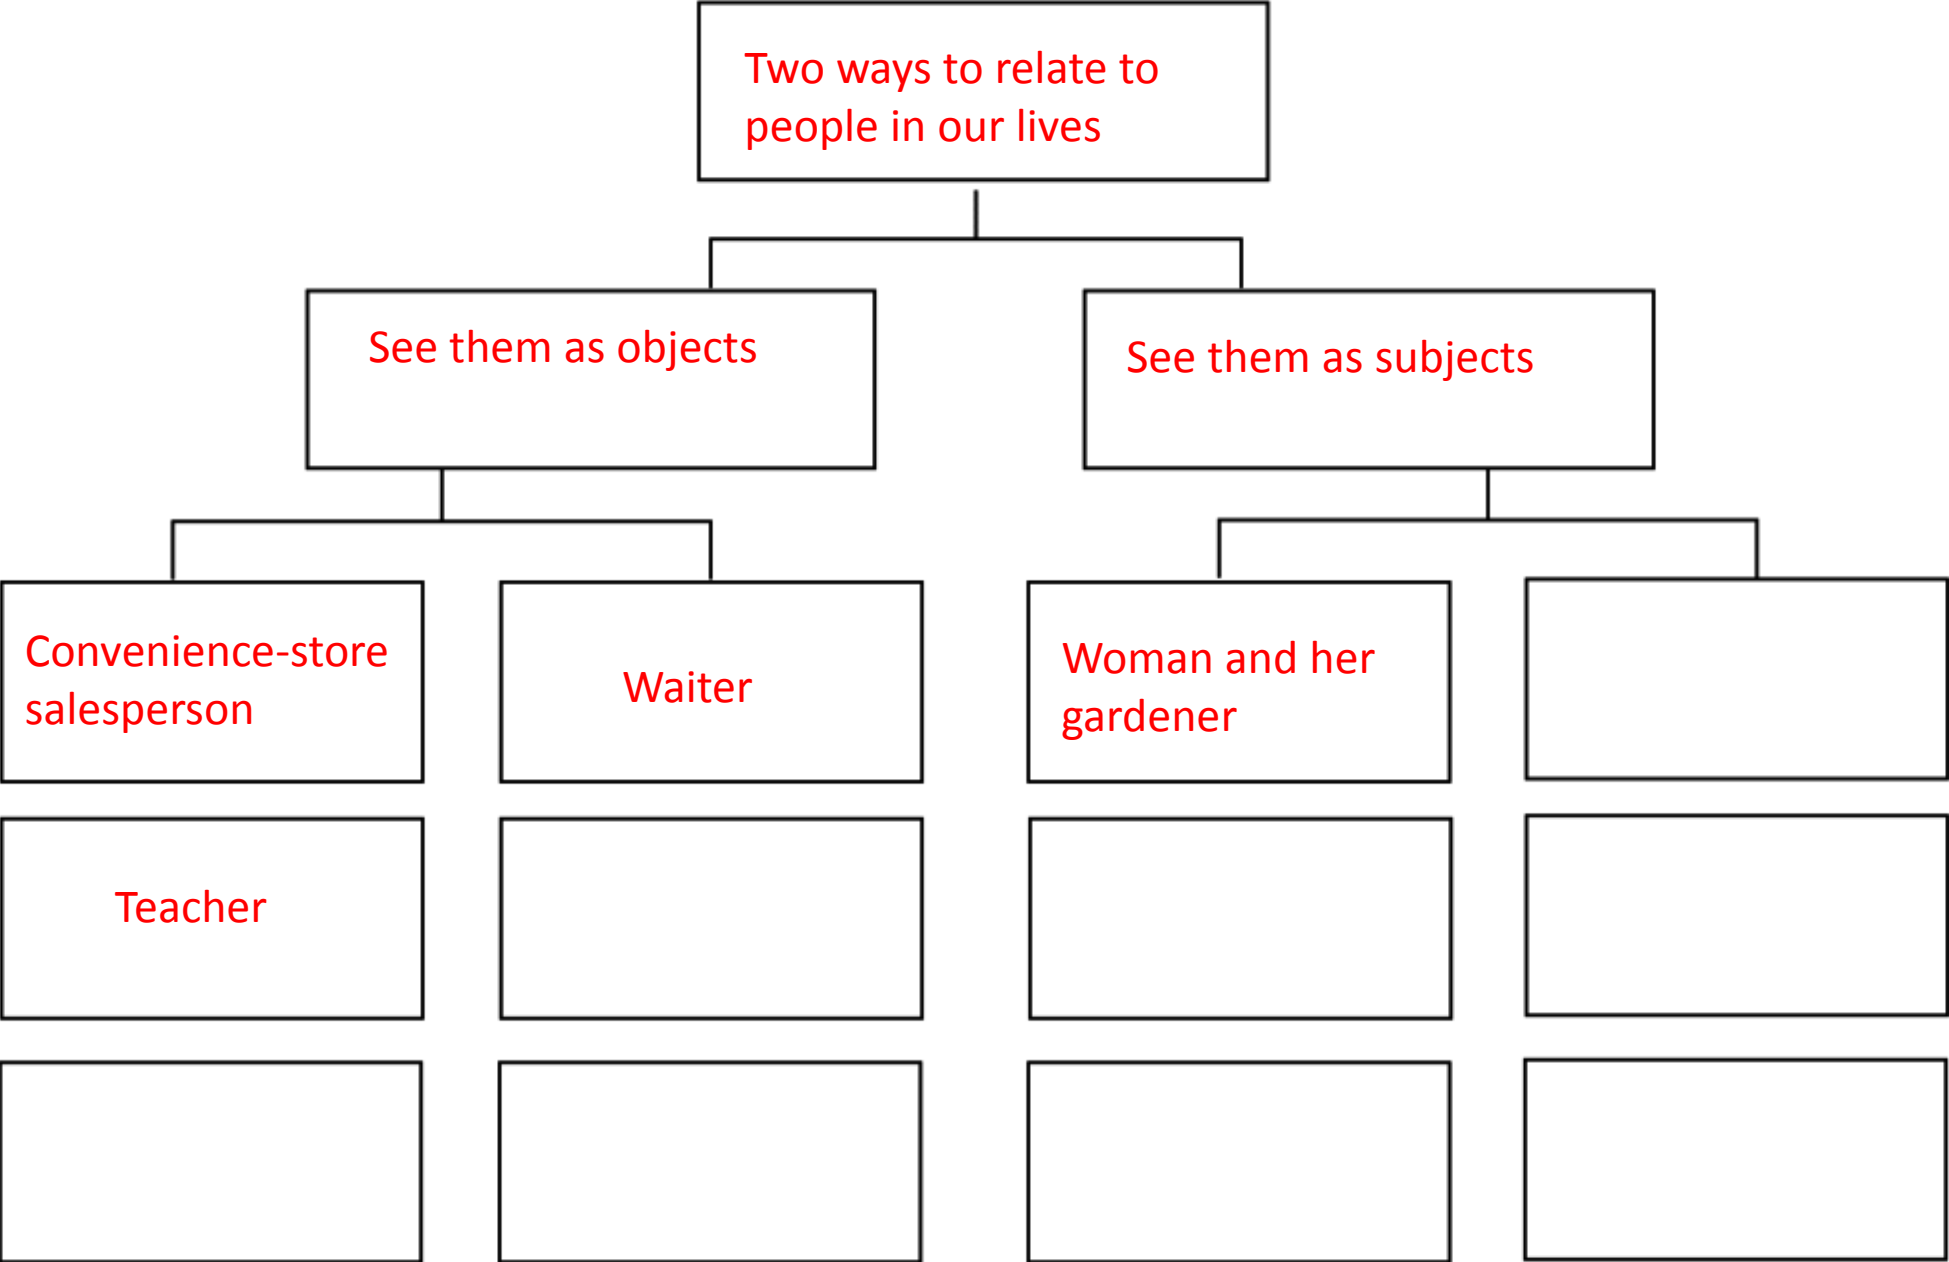 Two ways to relate to
people in our lives
See them as objects
See them as subjects
Convenience-store
salesperson
Waiter
Woman and her
gardener
Teacher